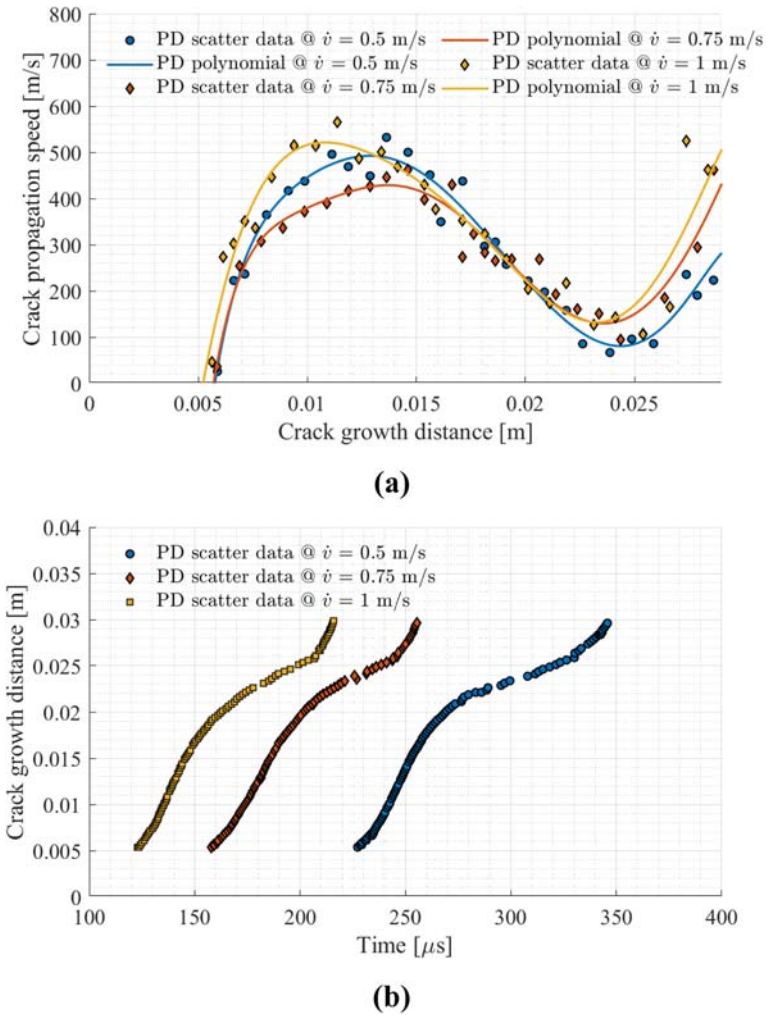 800
700
600
500
400
300
200
100
0
Crack propagation speed [m/s]
PD scatter data @ v̇ = 0.5 m/s
PD polynomial @ v̇ = 0.5 m/s
PD scatter data @ v̇ = 0.75 m/s
PD polynomial @ v̇ = 0.75 m/s
PD scatter data @ v̇ = 1 m/s
PD polynomial @ v̇ = 1 m/s
0 0.005 0.01 0.015 0.02 0.025
Crack growth distance [m]
(a)
0.04
0.035
0.03
0.025
0.02
0.015
0.01
0.005
0
Crack growth distance [m]
PD scatter data @ v̇ = 0.5 m/s
PD scatter data @ v̇ = 0.75 m/s
PD scatter data @ v̇ = 1 m/s
100 150 200 250 300 350 400
Time [μs]
(b)